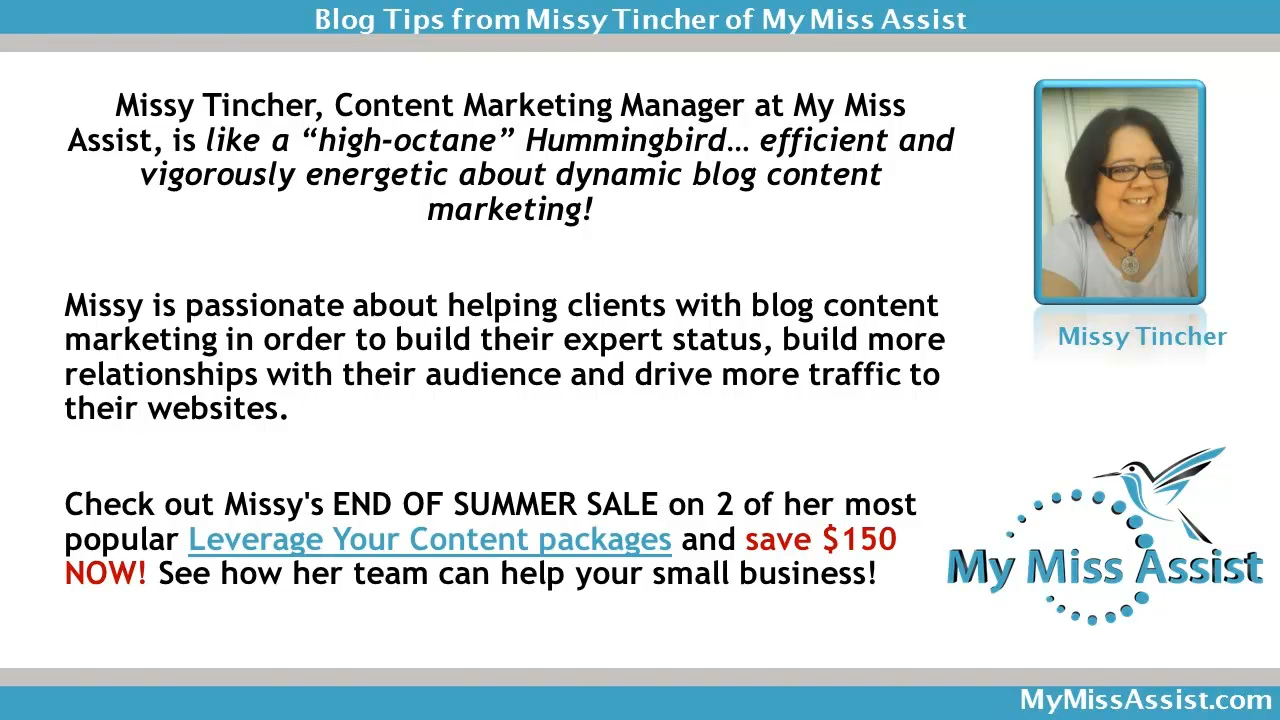 Blog Tips from Missy Tincher of My Miss Assist
Missy Tincher, Content Marketing Manager at My Miss
Assist, is like a “high-octane” Hummingbird… efficient and
vigorously energetic about dynamic blog content
marketing!
Missy is passionate about helping clients with blog content
marketing in order to build their expert status, build more
relationships with their audience and drive more traffic to
their websites.
Check out Missy's END OF SUMMER SALE on 2 of her most
popular Leverage Your Content packages and save $150
NOW! See how her team can help your small business!
Missy Tincher
My Miss Assist
MyMissAssist.com